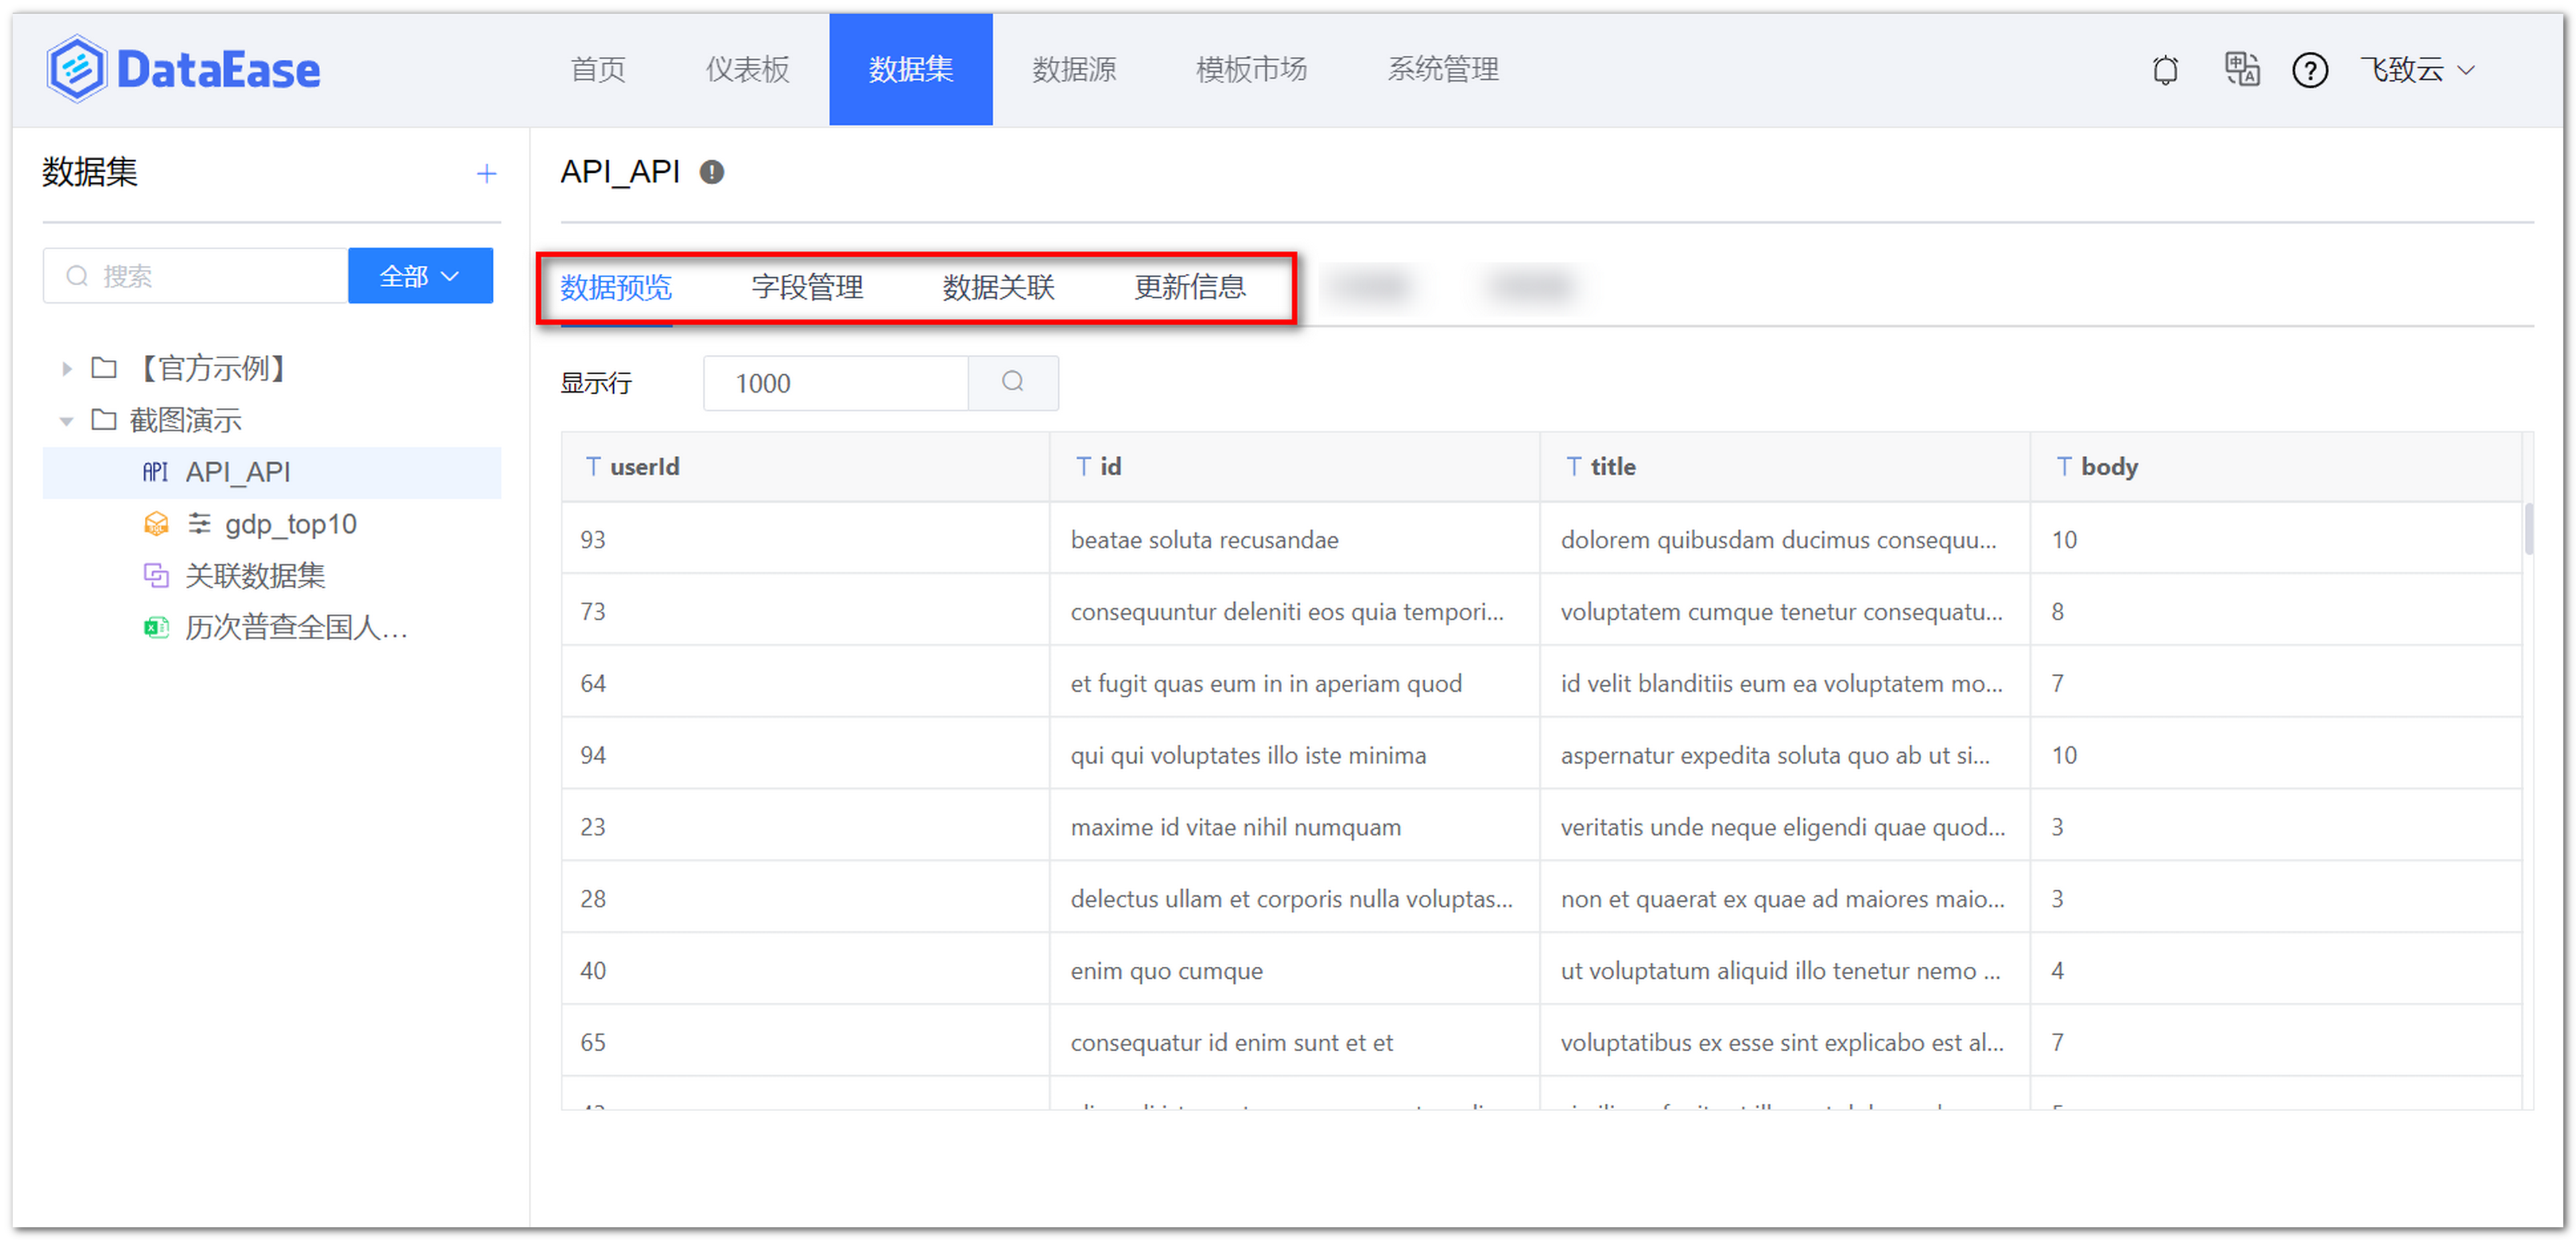 DataEase 首页 仪表板 数据集 数据源 模板市场 系统管理 飞致云
数据集 +
搜索 全部
【官方示例】
截图演示
API API_API
gdp_top10
关联数据集
历次普查全国人...
API_API
数据预览 字段管理 数据关联 更新信息
显示行 1000
T userId T id T title T body
93 beatae soluta recusandae dolorem quibusdam ducimus consequu... 10
73 consequuntur deleniti eos quia tempori... voluptatem cumque tenetur consequatu... 8
64 et fugit quas eum in in aperiam quod id velit blanditiis eum ea voluptatem mo... 7
94 qui qui voluptates illo iste minima aspernatur expedita soluta quo ab ut si... 10
23 maxime id vitae nihil numquam veritatis unde neque eligendi quae quod... 3
28 delectus ullam et corporis nulla voluptas... non et quaerat ex quae ad maiores maio... 3
40 enim quo cumque ut voluptatum aliquid illo tenetur nemo ... 4
65 consequatur id enim sunt et et voluptatibus ex esse sint explicabo est al... 7